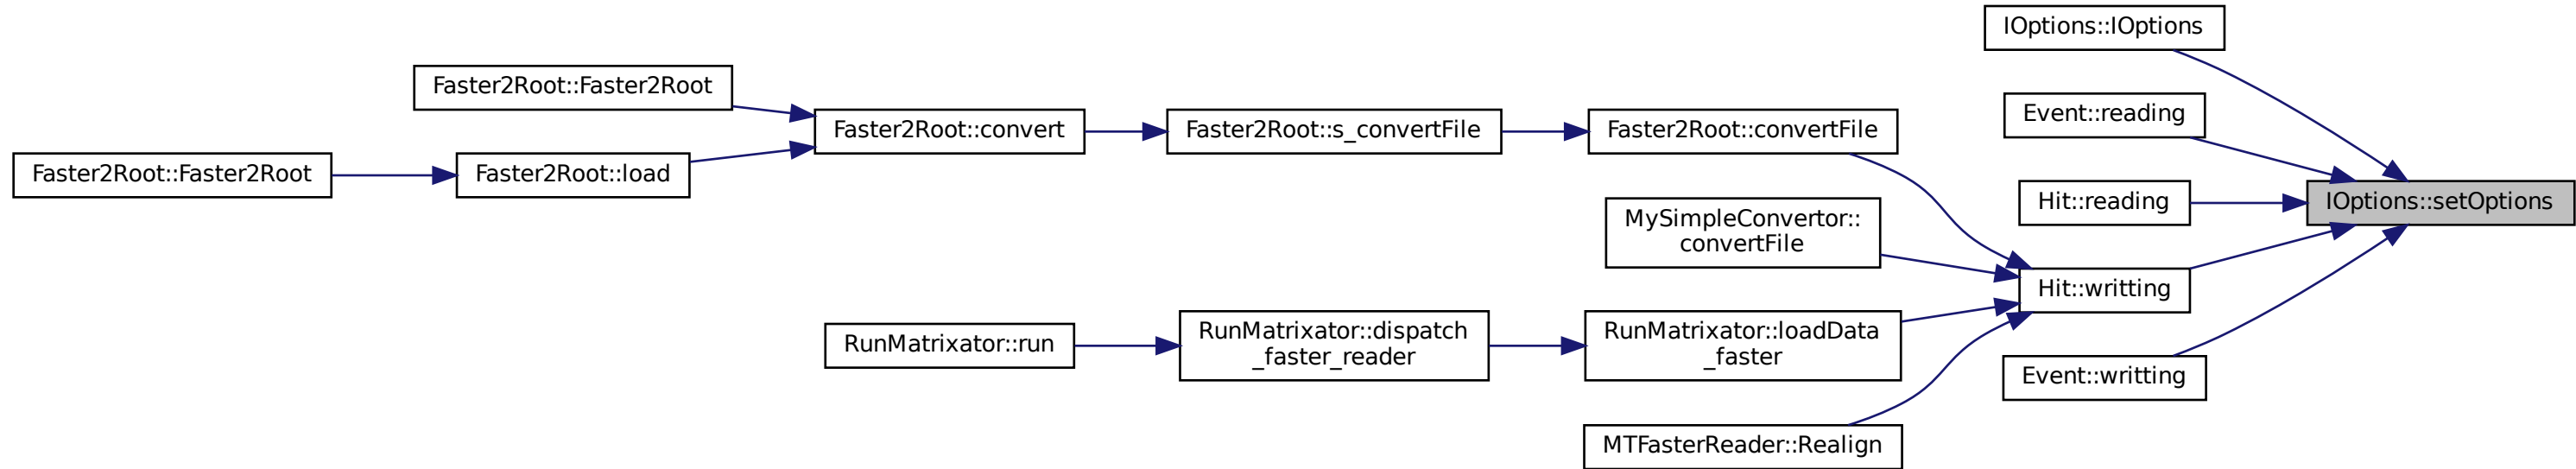 IOptions::IOptions
Faster2Root::Faster2Root
Event::reading
Faster2Root::convert
Faster2Root::s_convertFile
Faster2Root::convertFile
Faster2Root::Faster2Root
Faster2Root::load
Hit::reading
IOptions::setOptions
MySimpleConvertor::
convertFile
Hit::writting
RunMatrixator::run
RunMatrixator::dispatch
_faster_reader
RunMatrixator::loadData
_faster
Event::writting
MTFasterReader::Realign